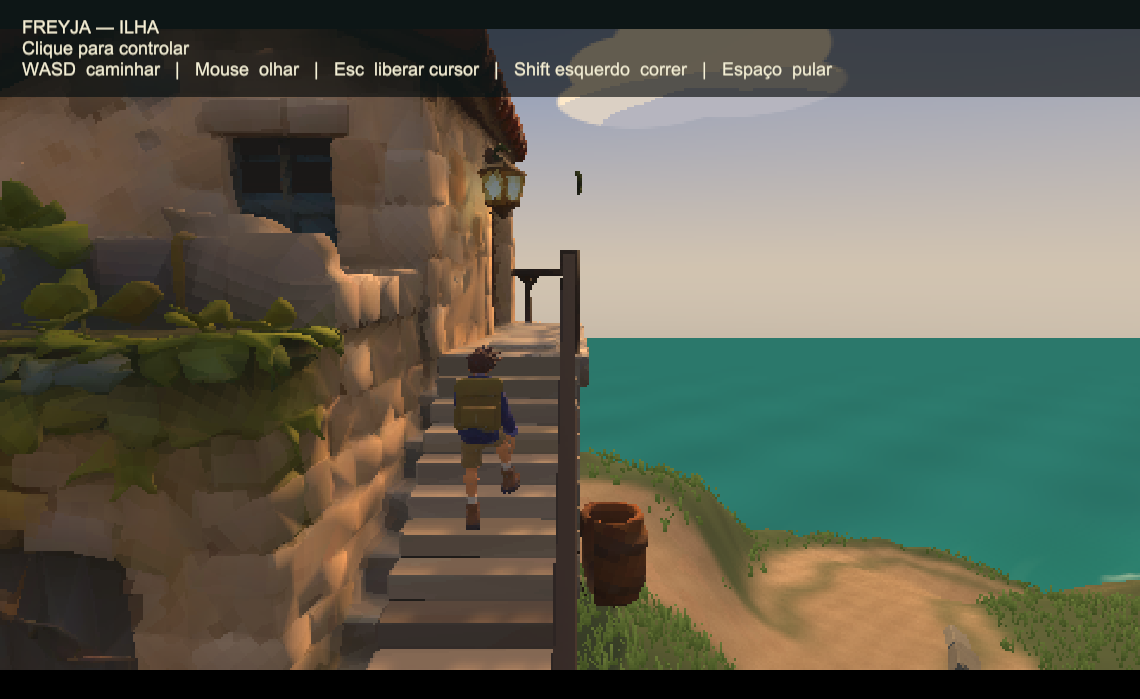 FREYJA — ILHA
Clique para controlar
WASD  caminhar  |  Mouse  olhar  |  Esc  liberar cursor  |  Shift esquerdo  correr  |  Espaço  pular